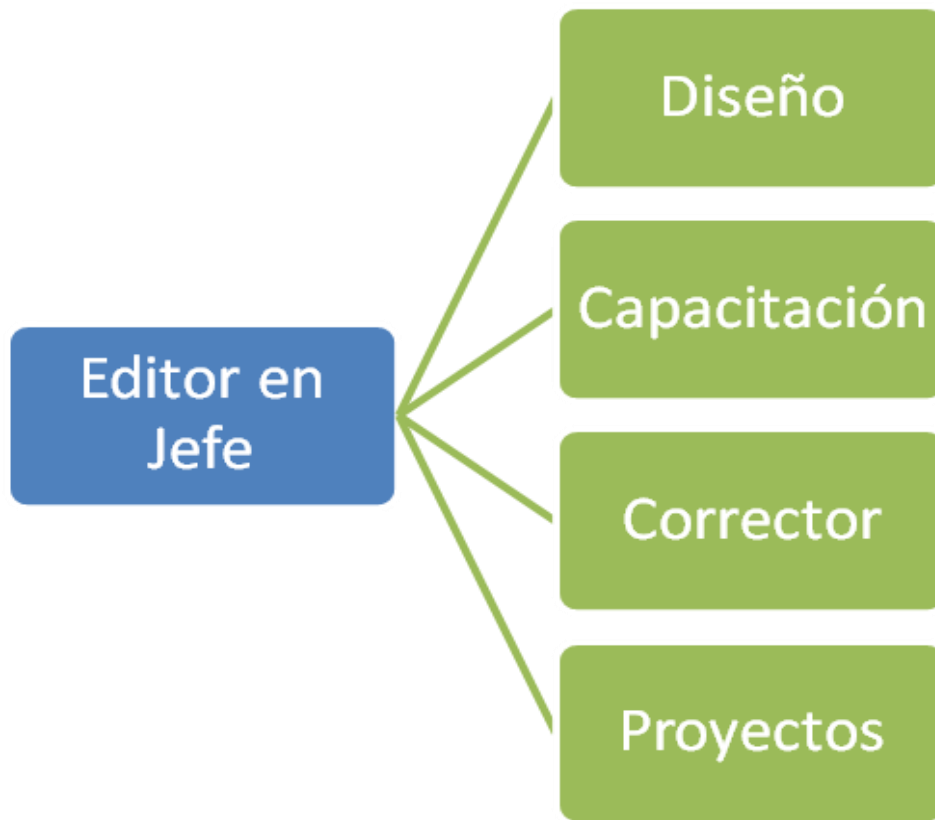 Diseño
Capacitación
Editor en
Jefe
Corrector
Proyectos